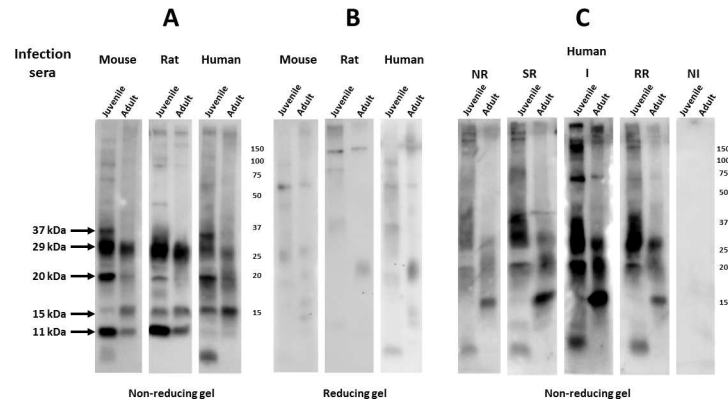 A B C
Infection
sera
Mouse Rat Human
Mouse Rat Human
Human
NR SR I RR NI
Juvenile Adult Juvenile Adult Juvenile Adult
Juvenile Adult Juvenile Adult Juvenile Adult
Juvenile Adult Juvenile Adult Juvenile Adult Juvenile Adult Juvenile Adult
37 kDa
29 kDa
20 kDa
15 kDa
11 kDa
150
100
75
50
37
25
20
15
150
100
75
50
37
25
20
15
Non-reducing gel Reducing gel Non-reducing gel